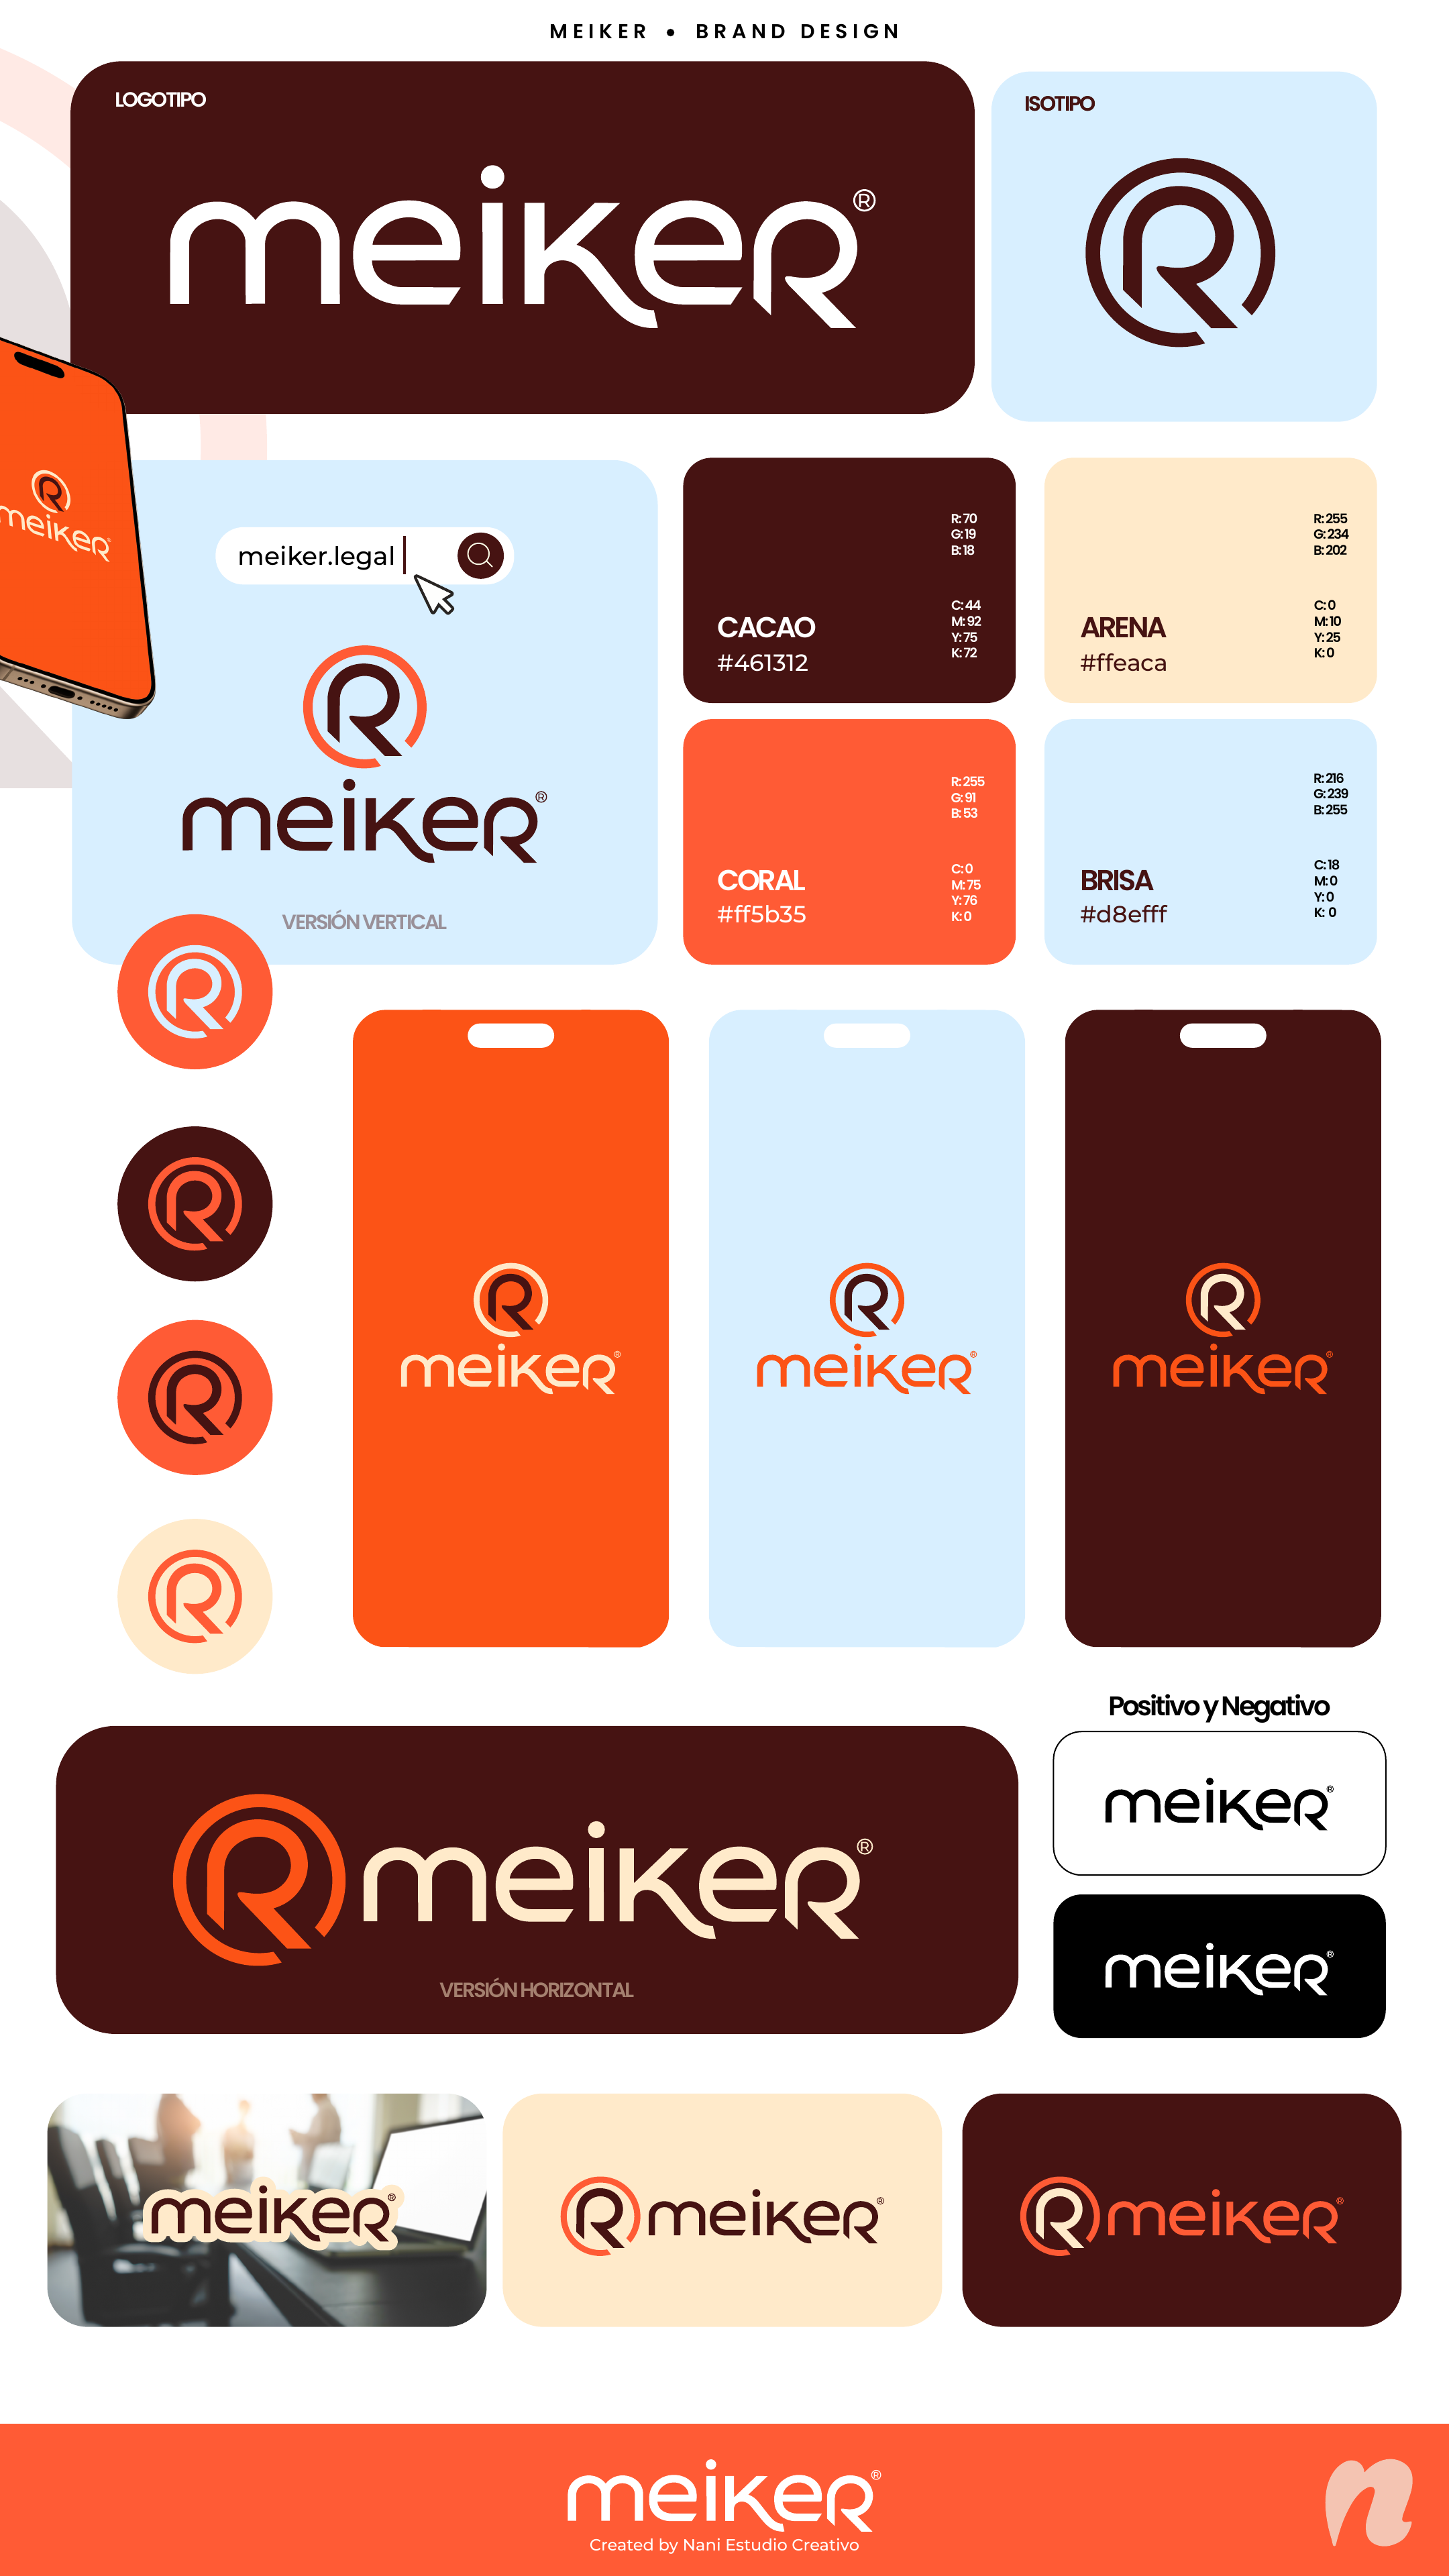 MEIKER • BRAND DESIGN
LOGOTIPO
meiker®
ISOTIPO
R
R
meiker®
meiker.legal
R
meiker®
VERSIÓN VERTICAL
R:70
G:19
B:18
C:44
M:92
Y:75
K:72
CACAO
#461312
R:255
G:234
B:202
C:0
M:10
Y:25
K:0
ARENA
#ffeaca
R:255
G:91
B:53
C:0
M:75
Y:76
K:0
CORAL
#ff5b35
R:216
G:239
B:255
C:18
M:0
Y:0
K: 0
BRISA
#d8efff
R
R
R
R
R
meiker®
R
meiker®
R
meiker®
Positivo y Negativo
meiker®
meiker®
R meiker®
VERSIÓN HORIZONTAL
meiker®
R meiker®
R meiker®
meiker®
Created by Nani Estudio Creativo
n